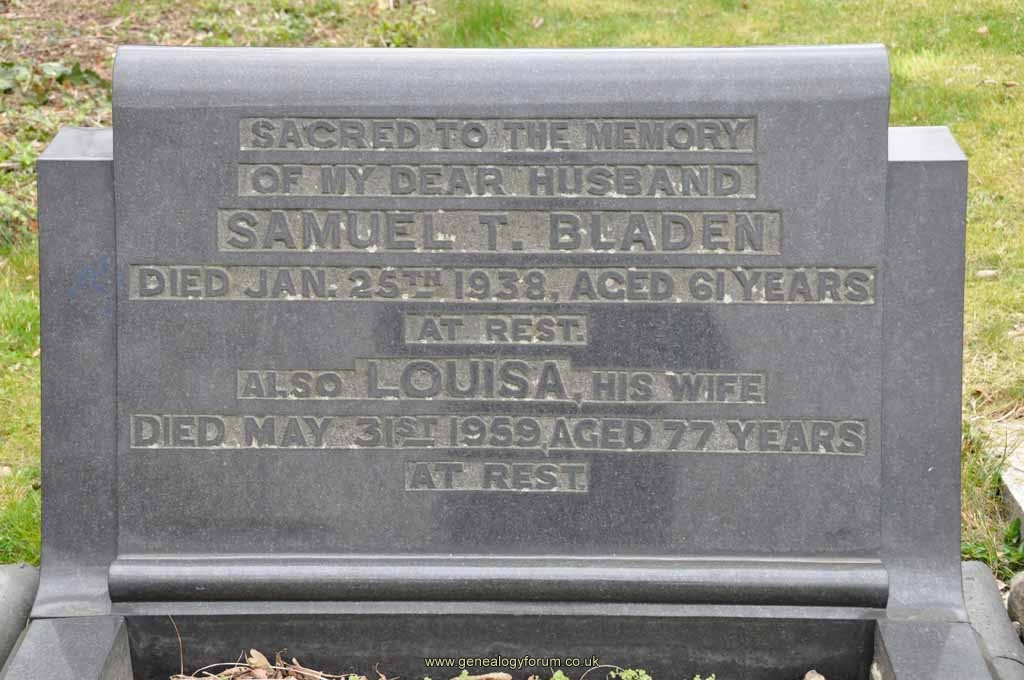 SACRED TO THE MEMORY
OF MY DEAR HUSBAND
SAMUEL T. BLADEN
DIED JAN. 25TH 1938, AGED 61 YEARS
AT REST.
ALSO LOUISA, HIS WIFE
DIED MAY 31ST 1959 AGED 77 YEARS
AT REST.
www.genealogyforum.co.uk